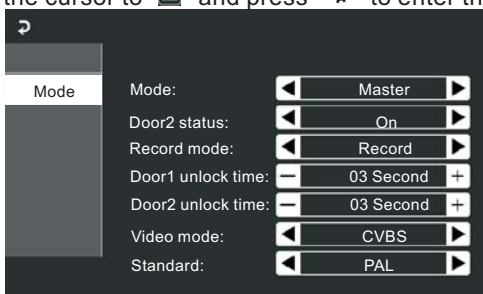 the cursor to and press to enter th
Mode
Mode: Master
Door2 status: On
Record mode: Record
Door1 unlock time: − 03 Second +
Door2 unlock time: − 03 Second +
Video mode: CVBS
Standard: PAL